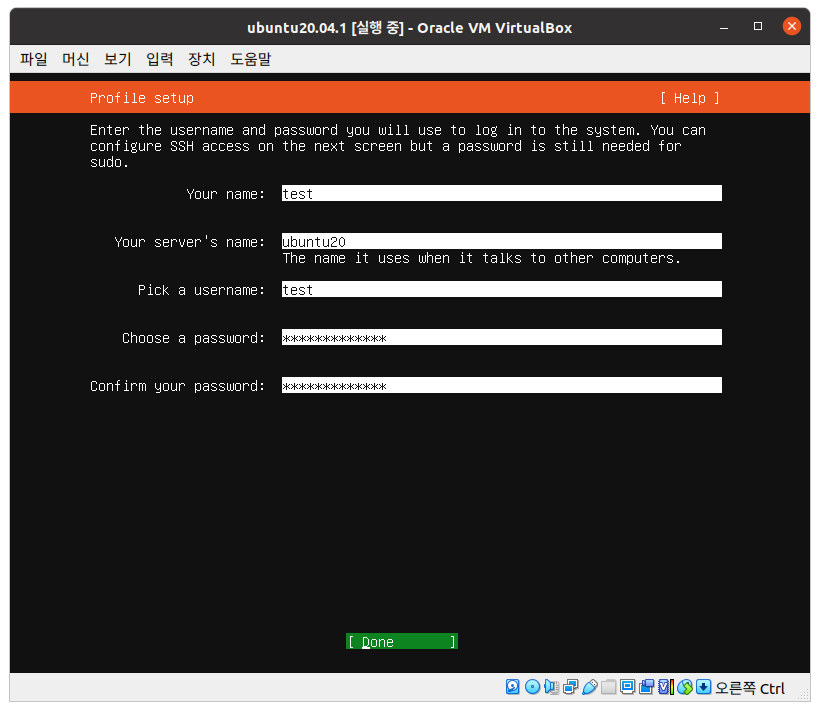 ubuntu20.04.1 [실행 중] - Oracle VM VirtualBox
파일 머신 보기 입력 장치 도움말
Profile setup [ Help ]
Enter the username and password you will use to log in to the system. You can
configure SSH access on the next screen but a password is still needed for
sudo.
Your name: test
Your server's name: ubuntu20
The name it uses when it talks to other computers.
Pick a username: test
Choose a password: *************
Confirm your password: *************
[ Done ]
오른쪽 Ctrl